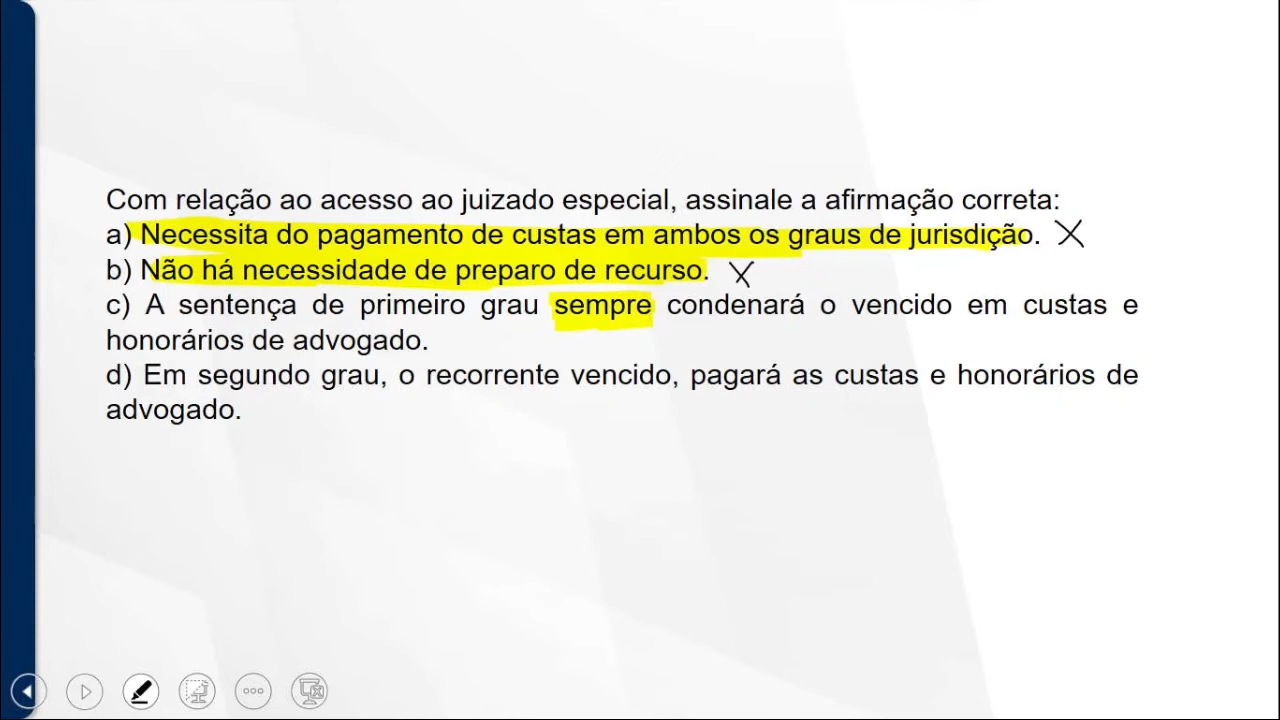 Com relação ao acesso ao juizado especial, assinale a afirmação correta:
a) Necessita do pagamento de custas em ambos os graus de jurisdição. X
b) Não há necessidade de preparo de recurso. X
c) A sentença de primeiro grau sempre condenará o vencido em custas e
honorários de advogado.
d) Em segundo grau, o recorrente vencido, pagará as custas e honorários de
advogado.